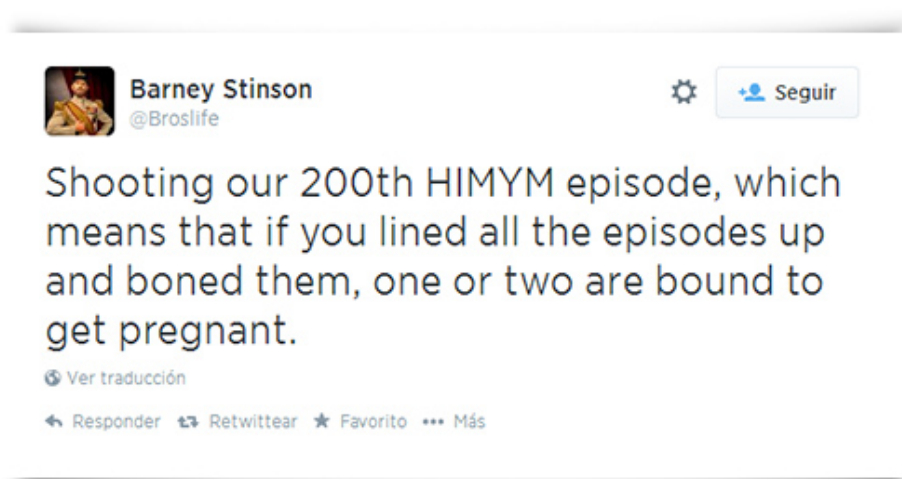 Barney Stinson
@Broslife
Seguir
Shooting our 200th HIMYM episode, which
means that if you lined all the episodes up
and boned them, one or two are bound to
get pregnant.
Ver traducción
Responder Retwittear Favorito Más